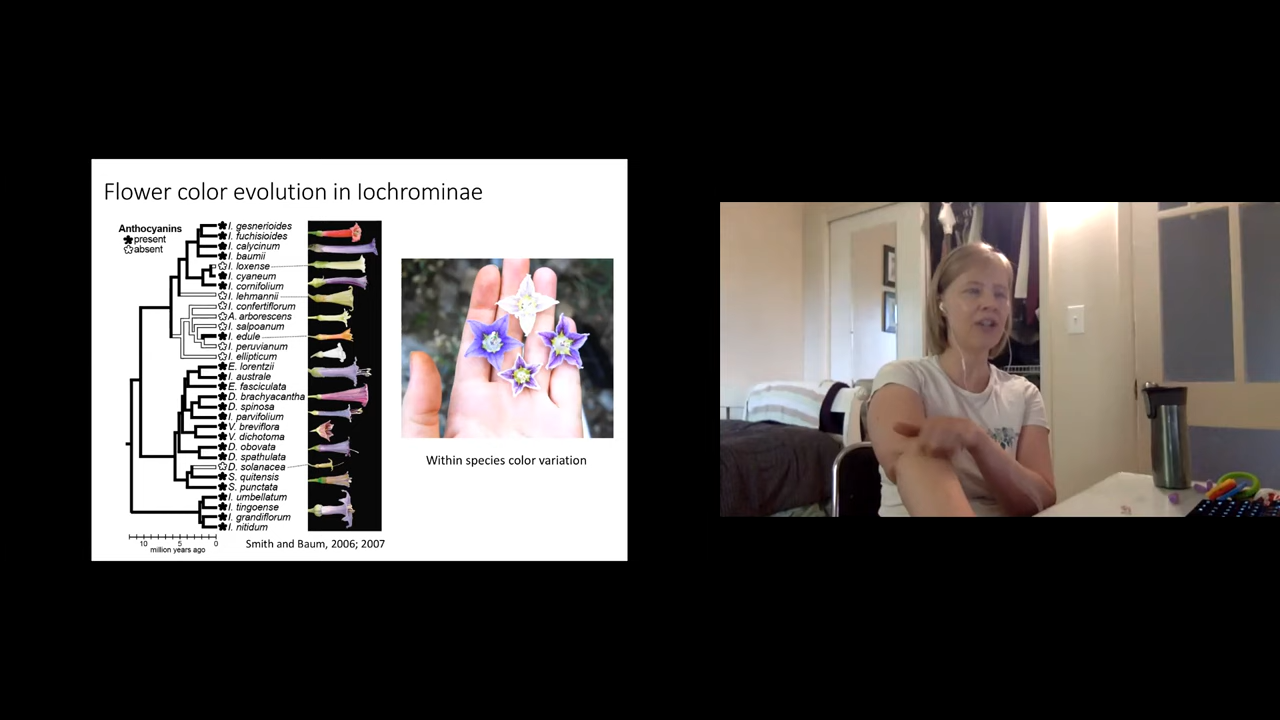 Flower color evolution in Iochrominae
Anthocyanins
present
absent
I. gesnerioides
I. fuchsioides
I. calycinum
I. baumii
I. loxense
I. cyaneum
I. cornifolium
I. lehmannii
I. confertiflorum
A. arborescens
I. salpoanum
I. edule
I. peruvianum
I. ellipticum
E. lorentzii
I. australe
E. fasciculata
D. brachyacantha
D. spinosa
I. parvifolium
V. breviflora
V. dichotoma
D. obovata
D. spathulata
D. solanacea
S. quitensis
S. punctata
I. umbellatum
I. tingoense
I. grandiflorum
I. nitidum
10 5 0
million years ago
Smith and Baum, 2006; 2007
Within species color variation